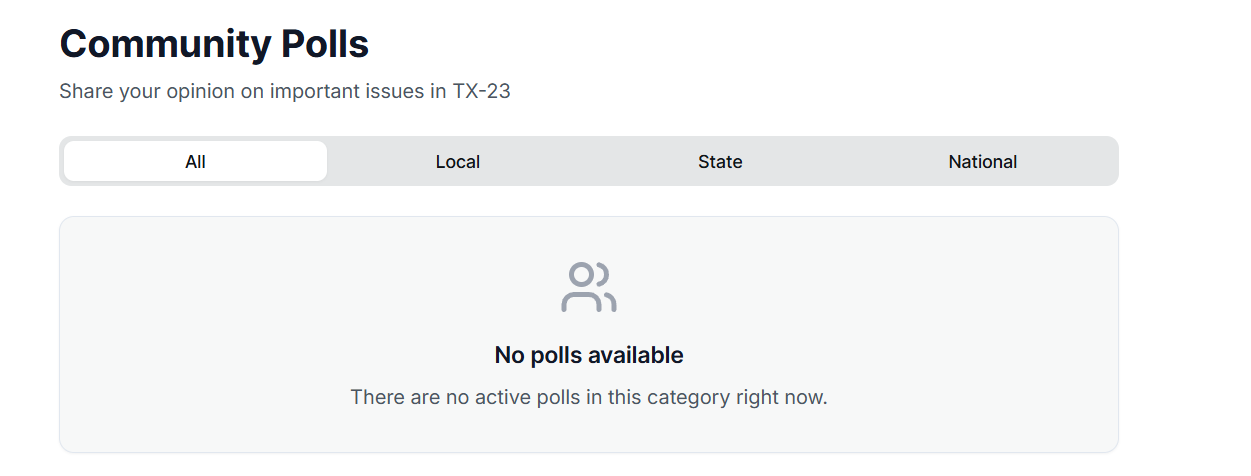 Community Polls
Share your opinion on important issues in TX-23
All Local State National
No polls available
There are no active polls in this category right now.